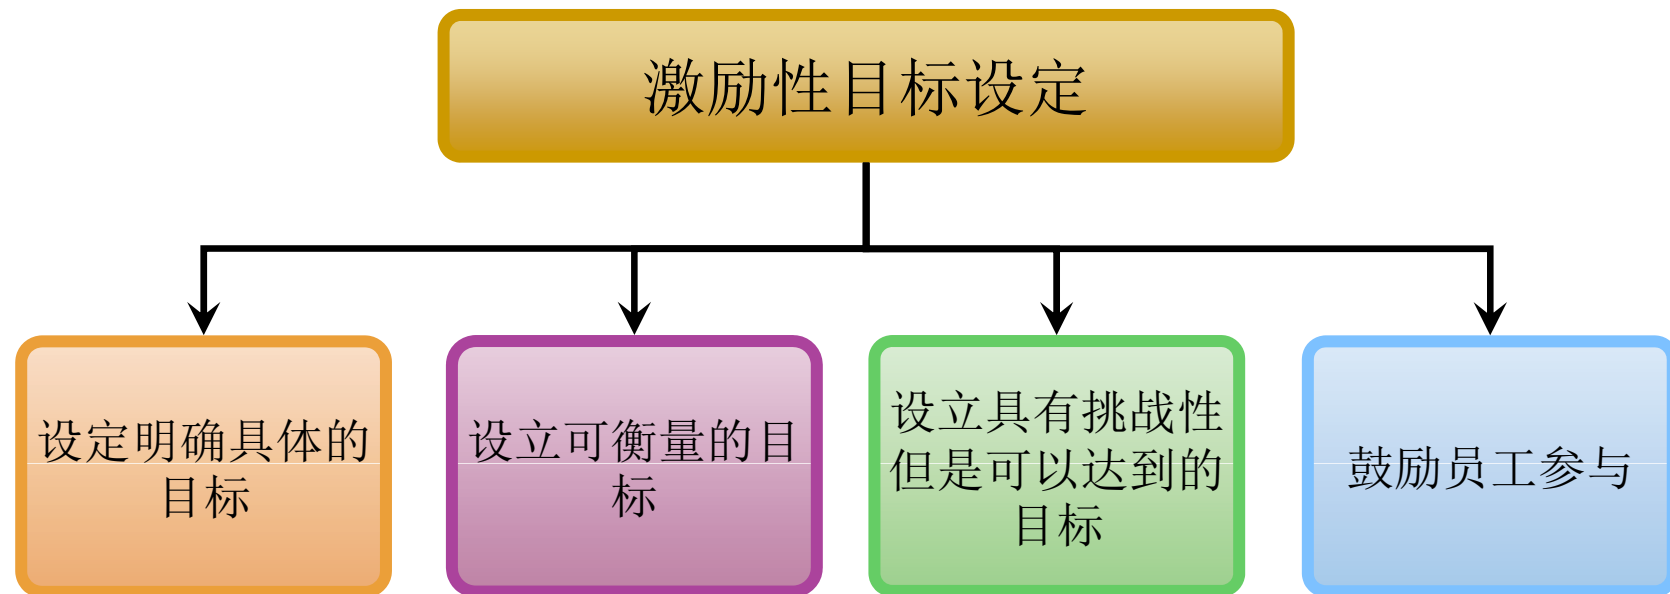 激励性目标设定
设定明确具体的
目标
设立可衡量的目
标
设立具有挑战性
但是可以达到的
目标
鼓励员工参与